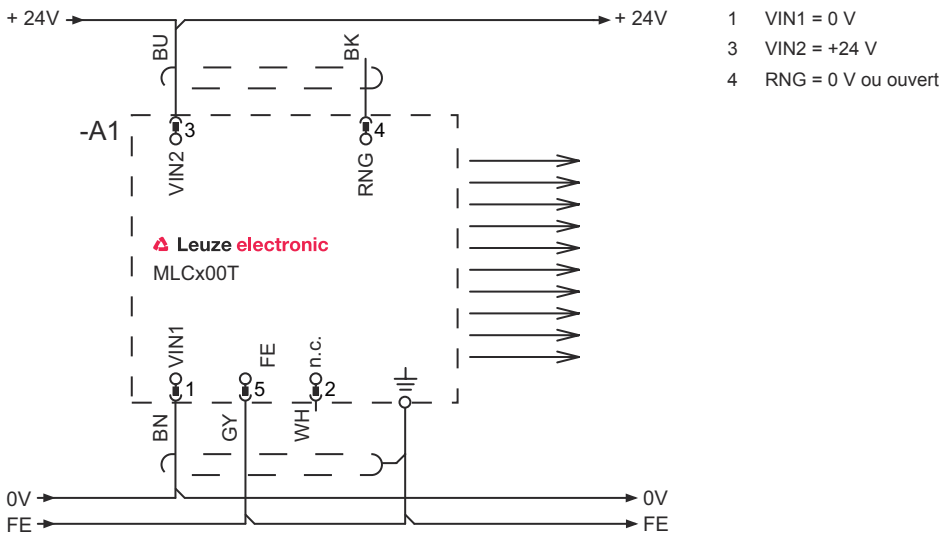 + 24V
+ 24V
1 VIN1 = 0 V
3 VIN2 = +24 V
4 RNG = 0 V ou ouvert
BU
BK
-A1
3
4
VIN2
RNG
Leuze electronic
MLCx00T
VIN1
FE
n.c.
1
5
2
BN
GY
WH
0V
0V
FE
FE